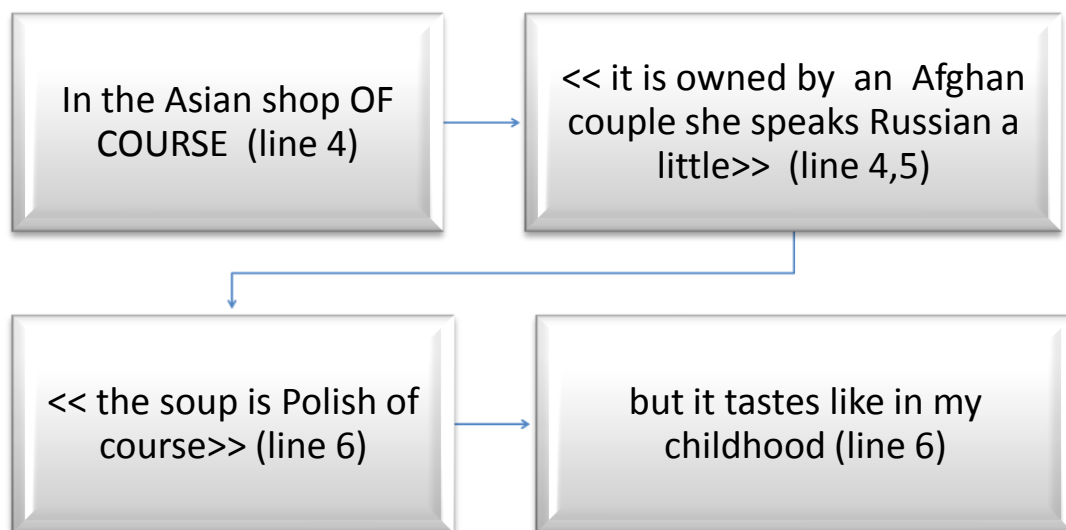 In the Asian shop OF
COURSE (line 4)
<< it is owned by an Afghan
couple she speaks Russian a
little>> (line 4,5)
<< the soup is Polish of
course>> (line 6)
but it tastes like in my
childhood (line 6)